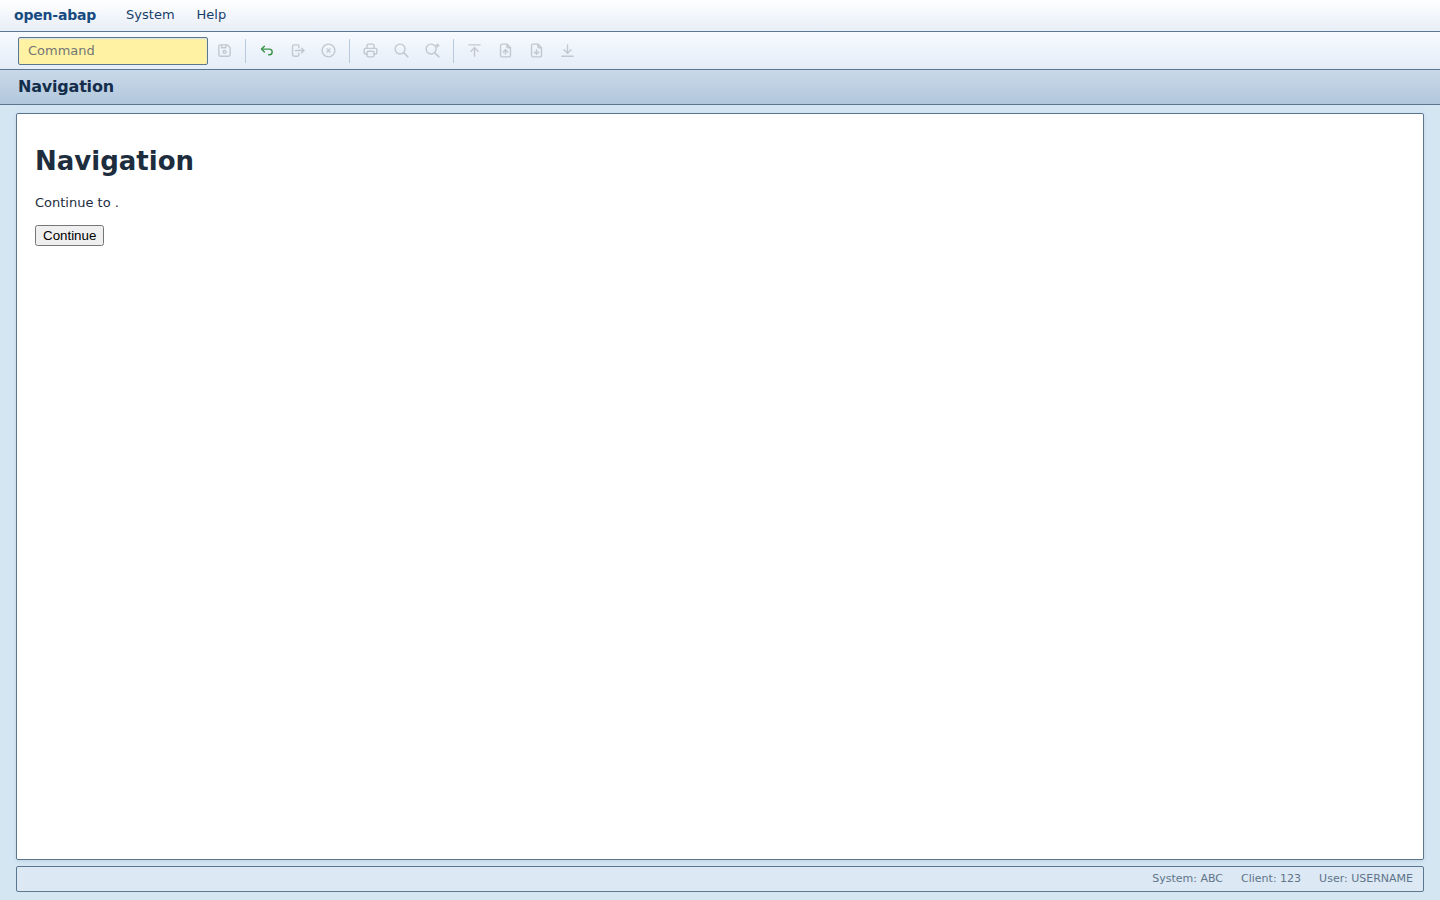 open-abap System Help
Command
Navigation
Navigation
Continue to .
Continue
System: ABC Client: 123 User: USERNAME